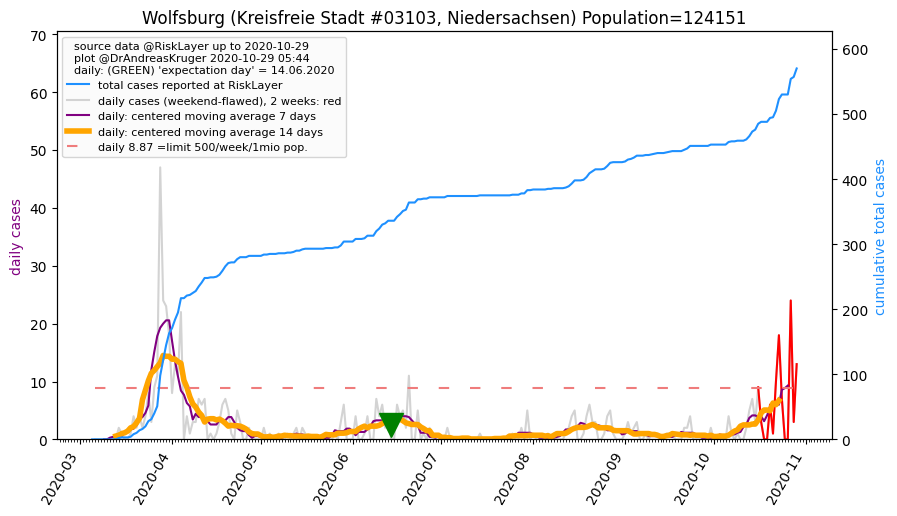 Wolfsburg (Kreisfreie Stadt #03103, Niedersachsen) Population=124151
source data @RiskLayer up to 2020-10-29
plot @DrAndreasKruger 2020-10-29 05:44
daily: (GREEN) 'expectation day' = 14.06.2020
total cases reported at RiskLayer
daily cases (weekend-flawed), 2 weeks: red
daily: centered moving average 7 days
daily: centered moving average 14 days
daily 8.87 =limit 500/week/1mio pop.
daily cases
70
60
50
40
30
20
10
0
cumulative total cases
600
500
400
300
200
100
0
2020-03
2020-04
2020-05
2020-06
2020-07
2020-08
2020-09
2020-10
2020-11